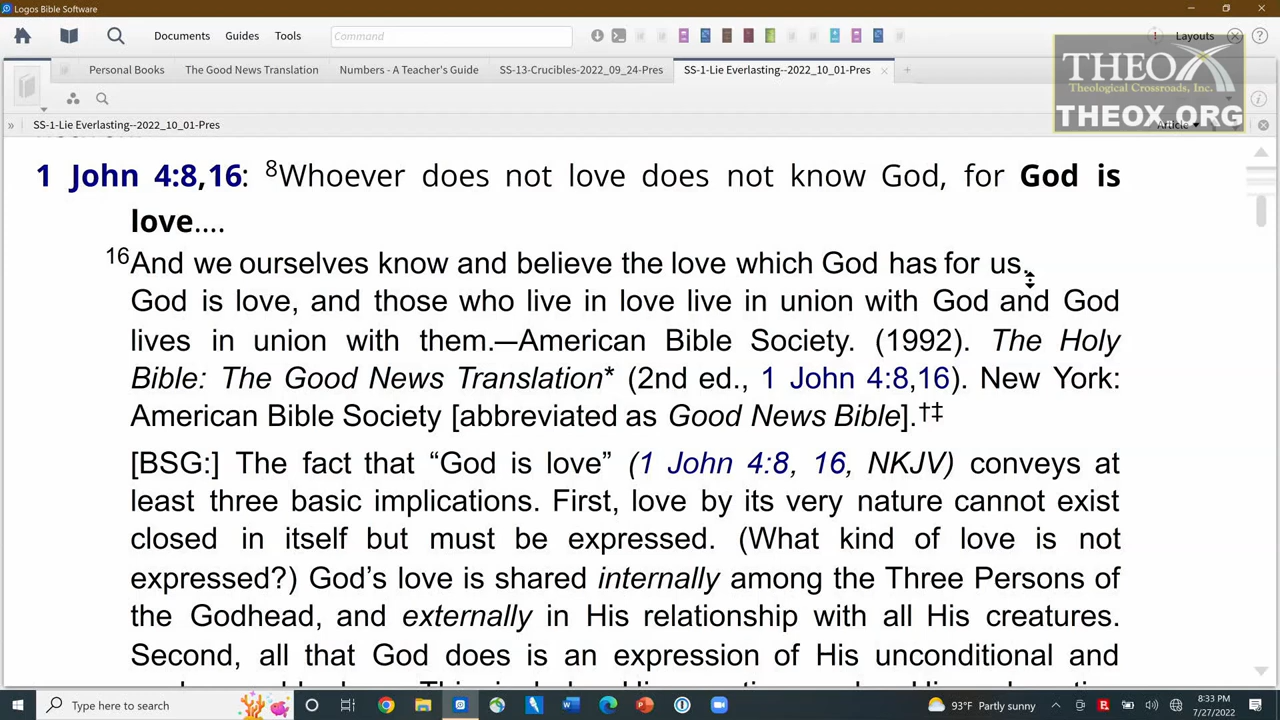 Logos Bible Software
Documents Guides Tools Command Layouts
Personal Books The Good News Translation Numbers - A Teacher's Guide SS-13-Crucibles-2022_09_24-Pres SS-1-Lie Everlasting--2022_10_01-Pres
THEOX
Theological Crossroads, Inc.
THEOX.ORG
» SS-1-Lie Everlasting--2022_10_01-Pres Article
1 John 4:8,16: 8Whoever does not love does not know God, for God is
love....
16And we ourselves know and believe the love which God has for us.
God is love, and those who live in love live in union with God and God
lives in union with them.—American Bible Society. (1992). The Holy
Bible: The Good News Translation* (2nd ed., 1 John 4:8,16). New York:
American Bible Society [abbreviated as Good News Bible].†‡
[BSG:] The fact that “God is love” (1 John 4:8, 16, NKJV) conveys at
least three basic implications. First, love by its very nature cannot exist
closed in itself but must be expressed. (What kind of love is not
expressed?) God’s love is shared internally among the Three Persons of
the Godhead, and externally in His relationship with all His creatures.
Second, all that God does is an expression of His unconditional and
Type here to search
93°F Partly sunny
8:33 PM
7/27/2022